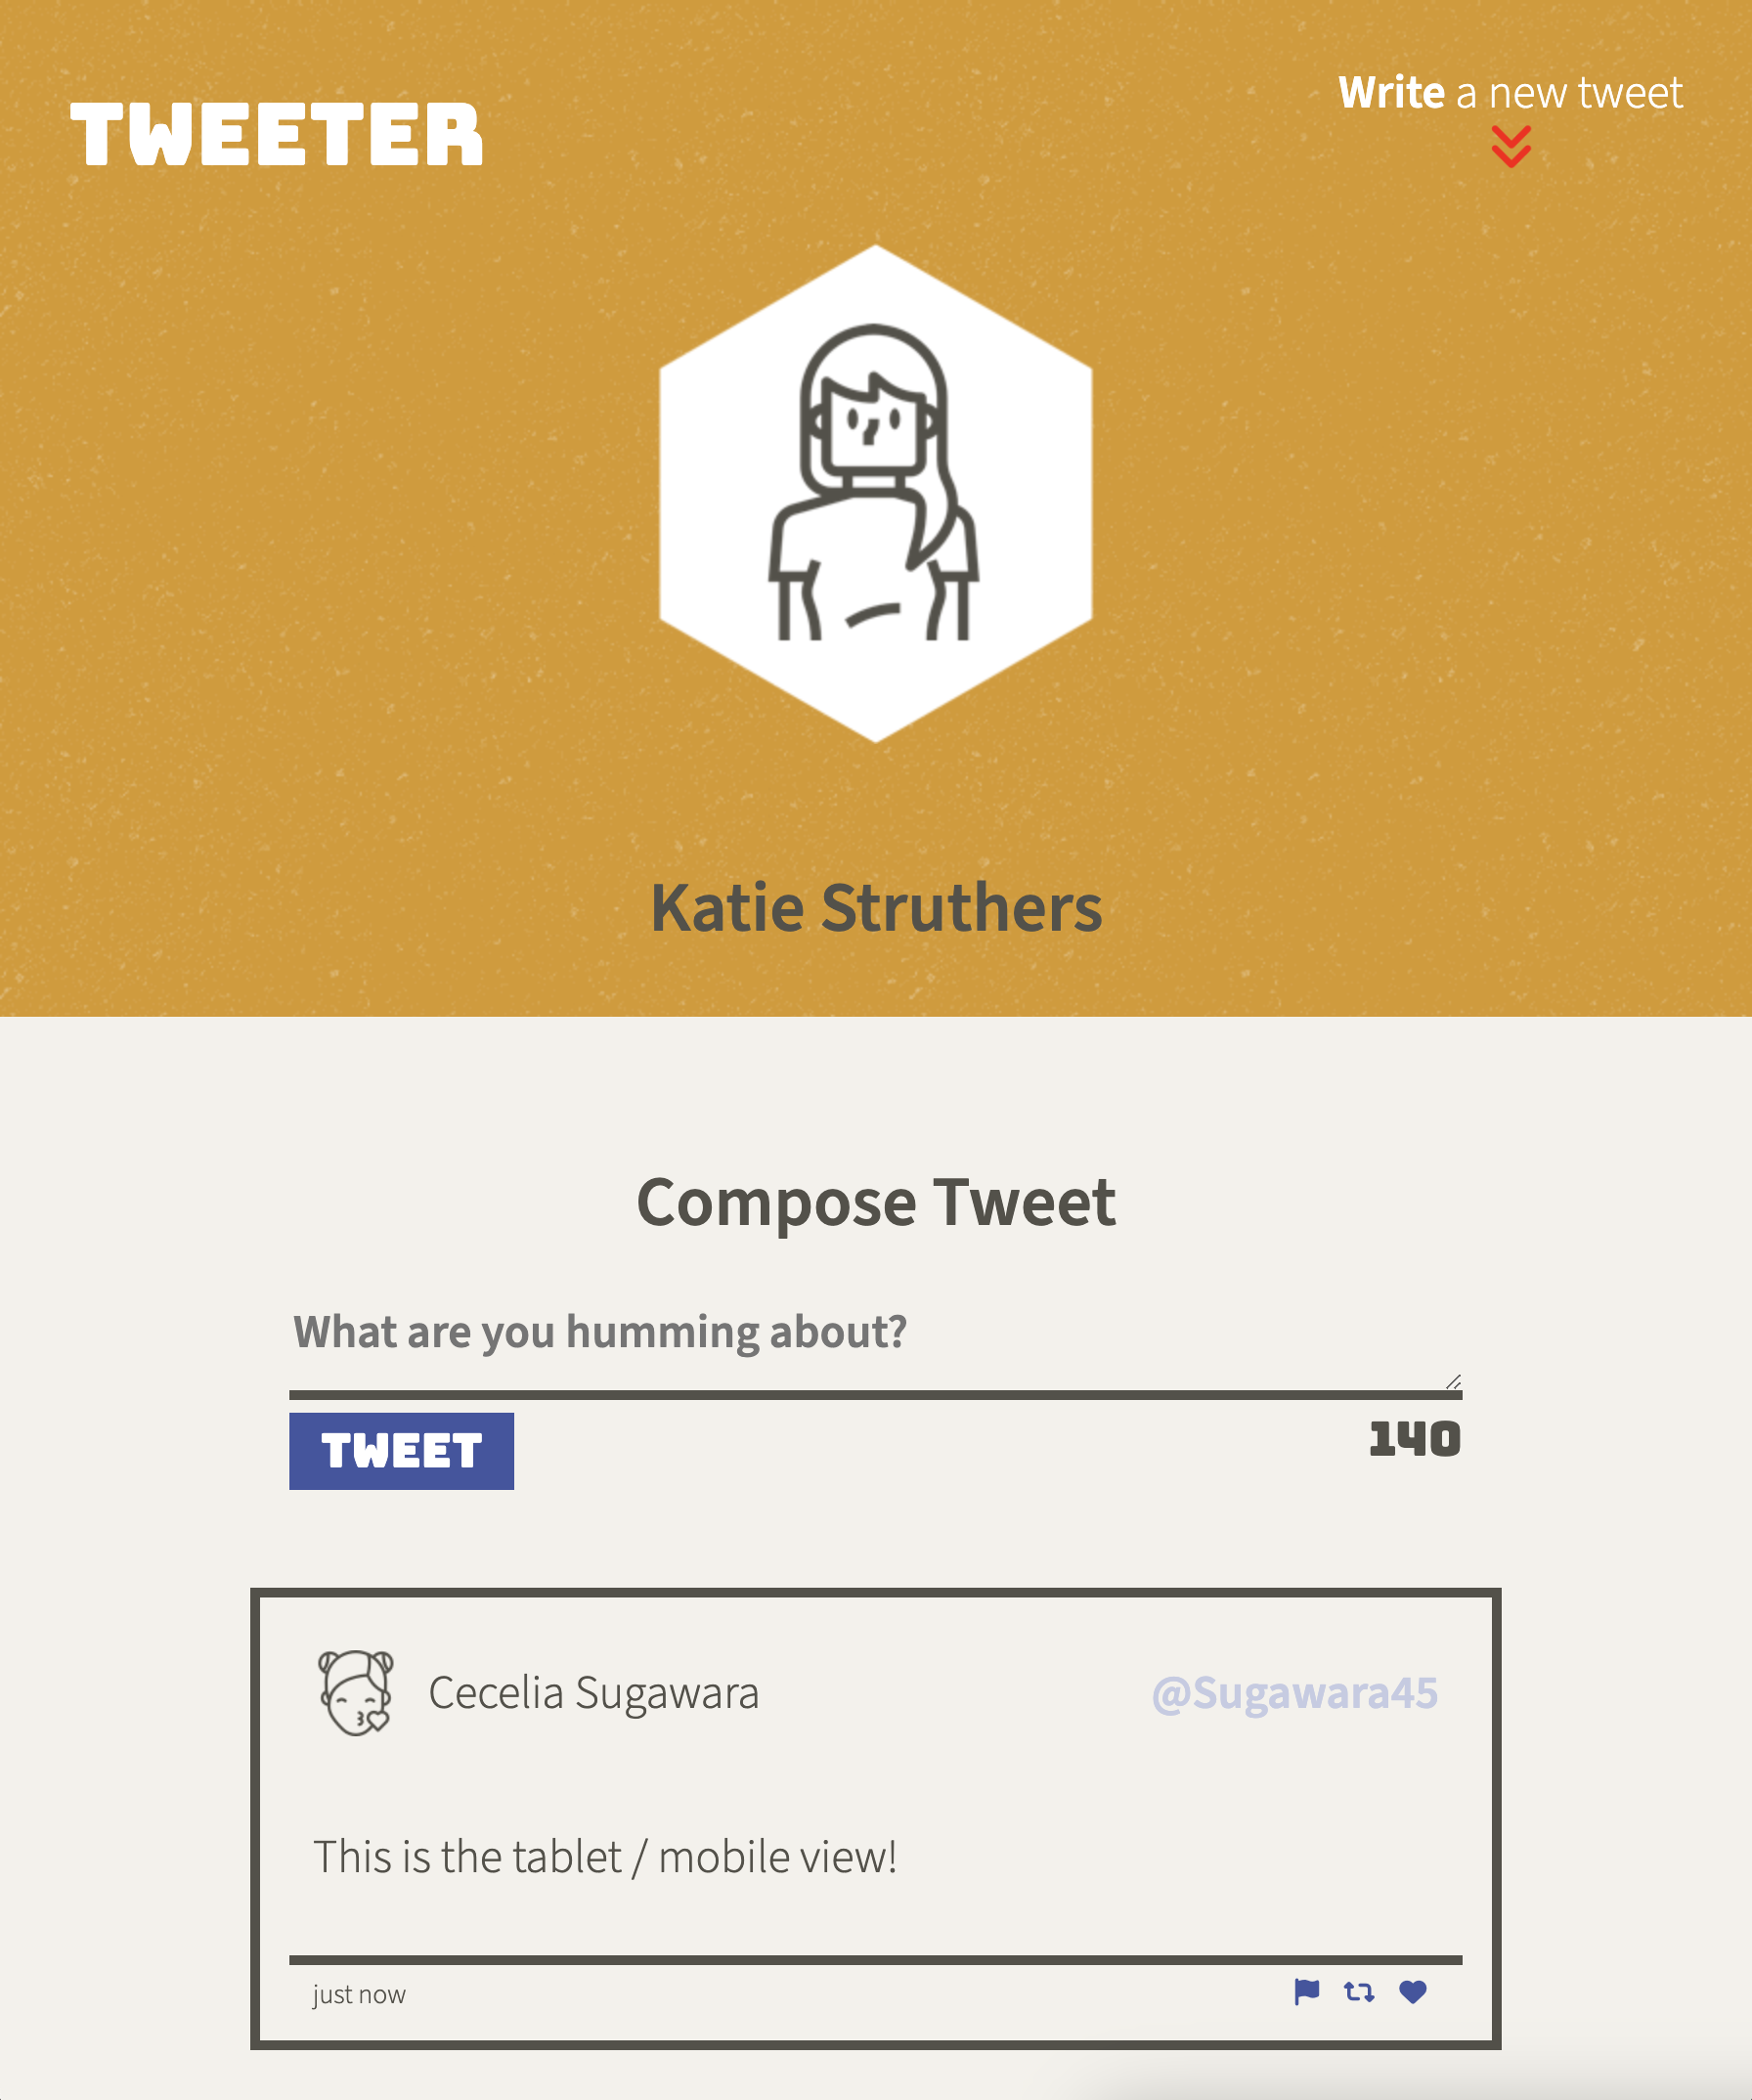 TWEETER
Write a new tweet
Katie Struthers
Compose Tweet
What are you humming about?
TWEET
140
Cecelia Sugawara
@Sugawara45
This is the tablet / mobile view!
just now